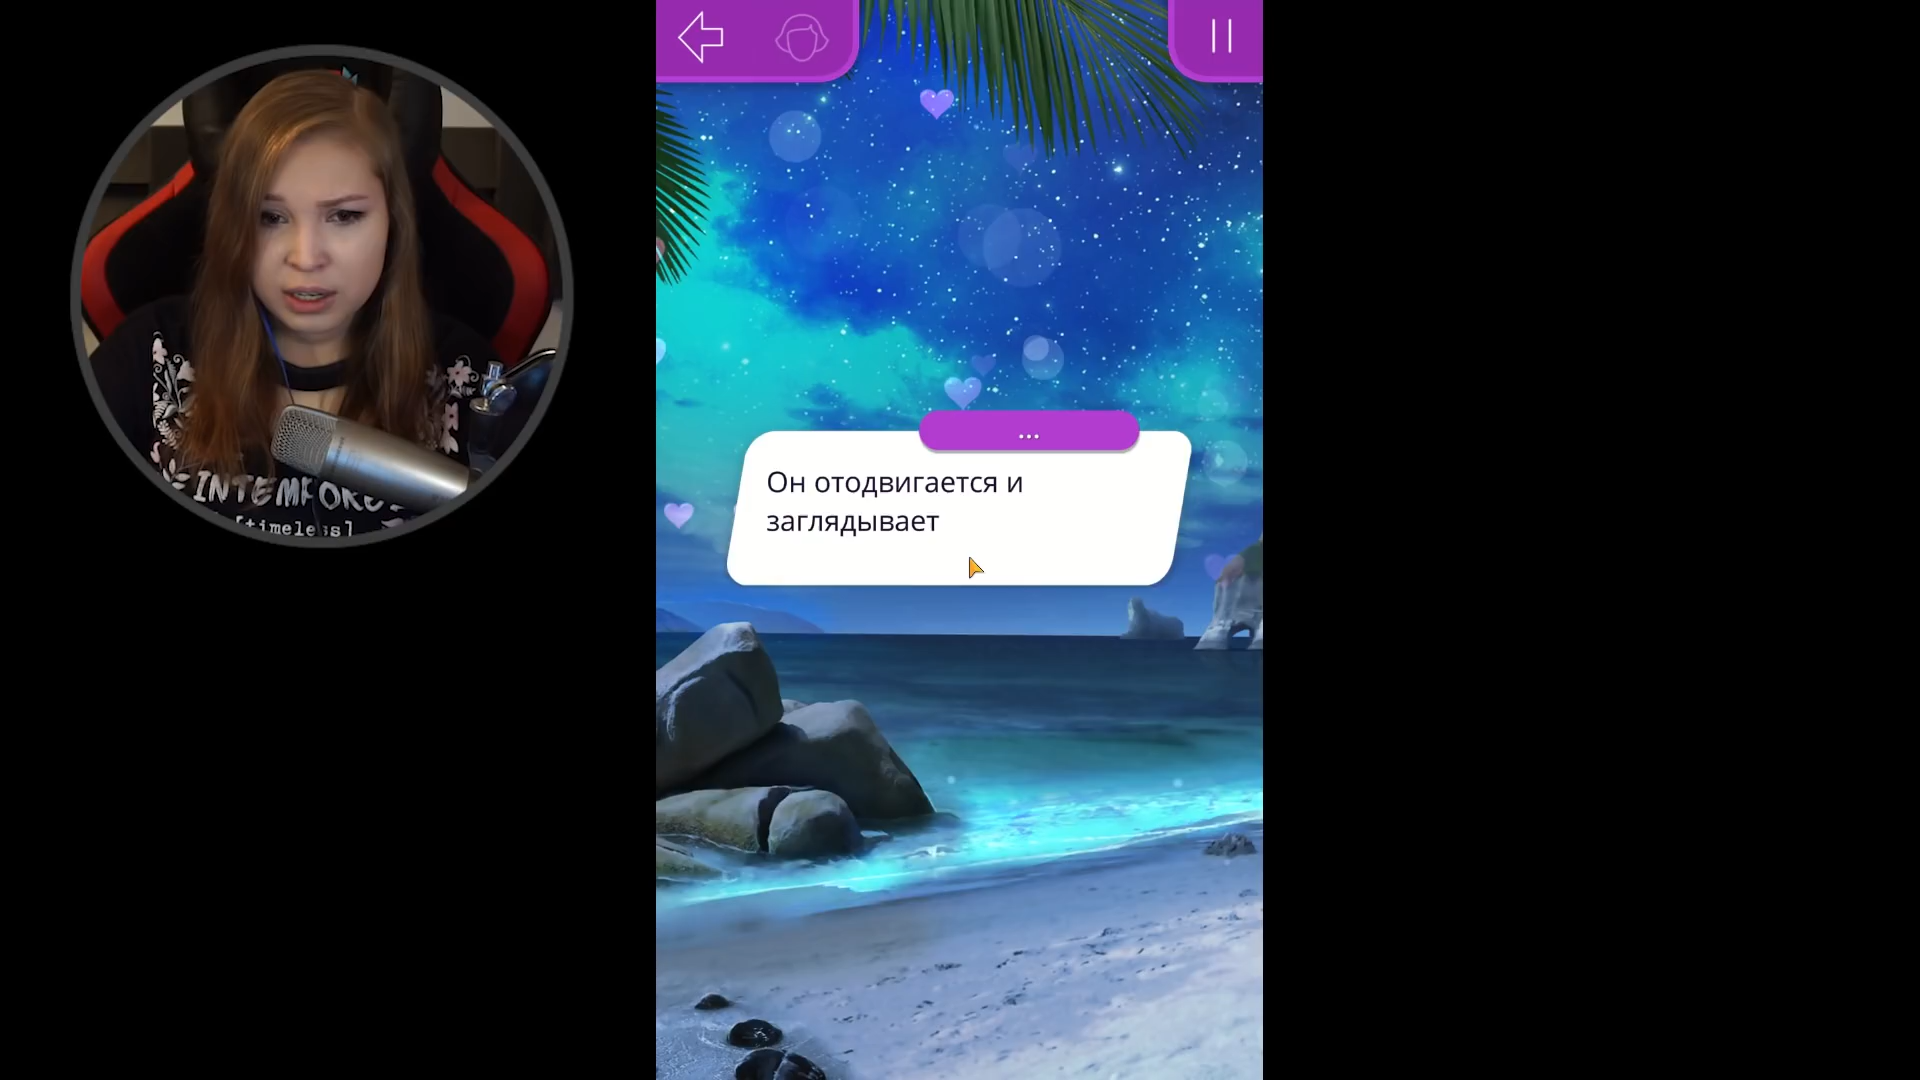 ...
Он отодвигается и
заглядывает
INTEMPORE
[timeless]